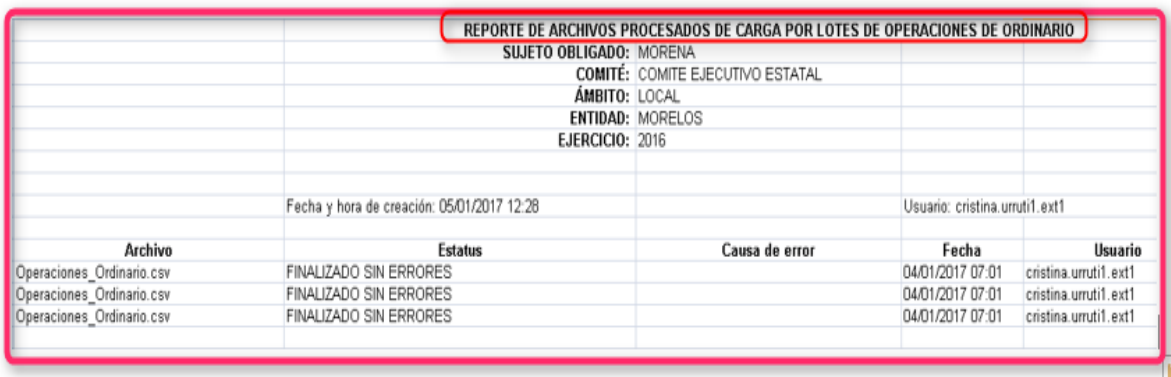 REPORTE DE ARCHIVOS PROCESADOS DE CARGA POR LOTES DE OPERACIONES DE ORDINARIO
SUJETO OBLIGADO: MORENA
COMITÉ: COMITE EJECUTIVO ESTATAL
ÁMBITO: LOCAL
ENTIDAD: MORELOS
EJERCICIO: 2016
Fecha y hora de creación: 05/01/2017 12:28 Usuario: cristina.urruti1.ext1
Archivo Estatus Causa de error Fecha Usuario
Operaciones_Ordinario.csv FINALIZADO SIN ERRORES 04/01/2017 07:01 cristina.urruti1.ext1
Operaciones_Ordinario.csv FINALIZADO SIN ERRORES 04/01/2017 07:01 cristina.urruti1.ext1
Operaciones_Ordinario.csv FINALIZADO SIN ERRORES 04/01/2017 07:01 cristina.urruti1.ext1